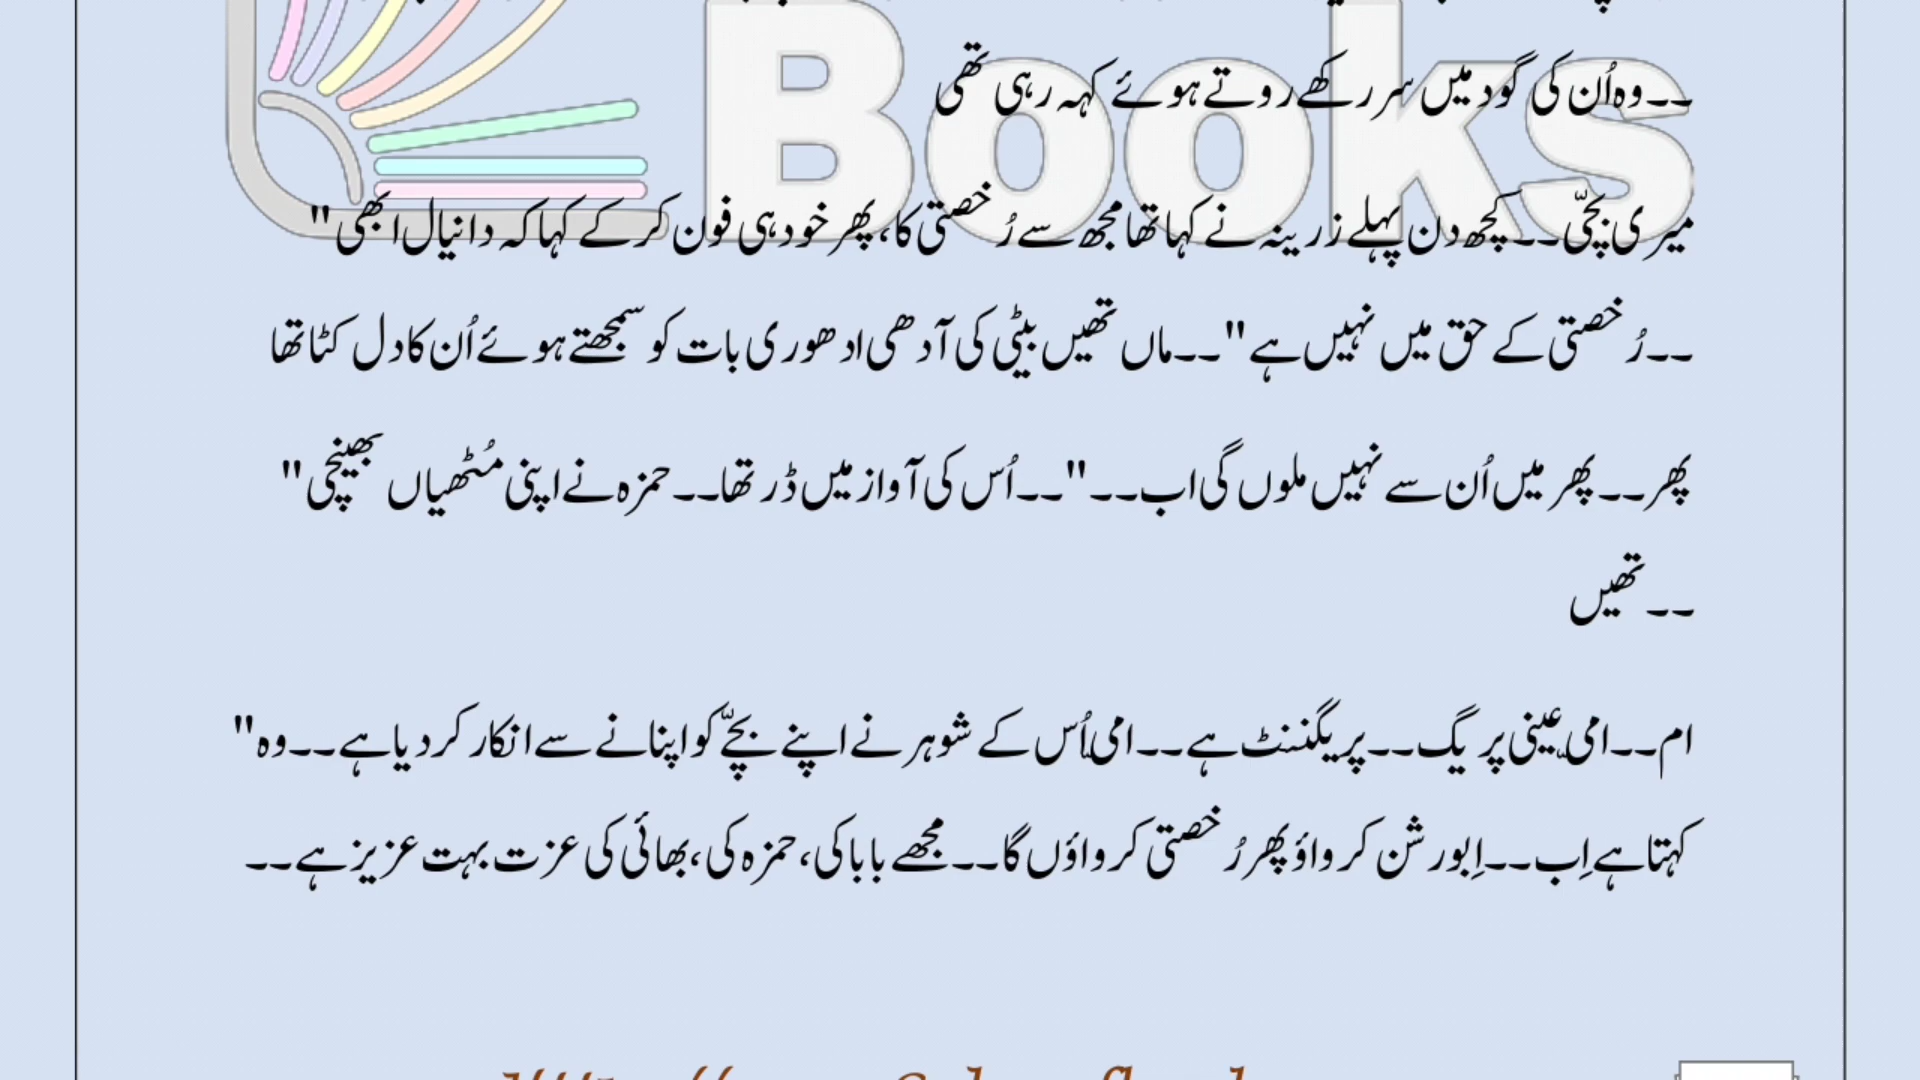 Books
۔۔وہ اُن کی گود میں سر رکھے روتے ہوئے کہہ رہی تھی
میری بچّی۔۔۔کچھ دن پہلے زرینہ نے کہا تھا مجھ سے رُخصتی کا، پھر خود ہی فون کر کے کہا کہ دانیال ابھی"
۔۔رُخصتی کے حق میں نہیں ہے"۔۔۔ماں تھیں بیٹی کی آدھی ادھوری بات کو سمجھتے ہوئے اُن کا دل کٹا تھا
پھر۔۔پھر میں اُن سے نہیں ملوں گی اب۔۔۔"۔۔اُس کی آواز میں ڈر تھا۔۔حمزہ نے اپنی مُٹھیاں بھینچی"
۔۔تھیں
ام۔۔امی عینی پریگ۔۔پریگننٹ ہے۔۔امی اُس کے شوہر نے اپنے بچّے کو اپنانے سے انکار کر دیا ہے۔۔وہ"
کہتا ہے اِب۔۔اِبورشن کرواؤ پھر رُخصتی کرواؤں گا۔۔مجھے بابا کی، حمزہ کی، بھائی کی عزت بہت عزیز ہے۔۔